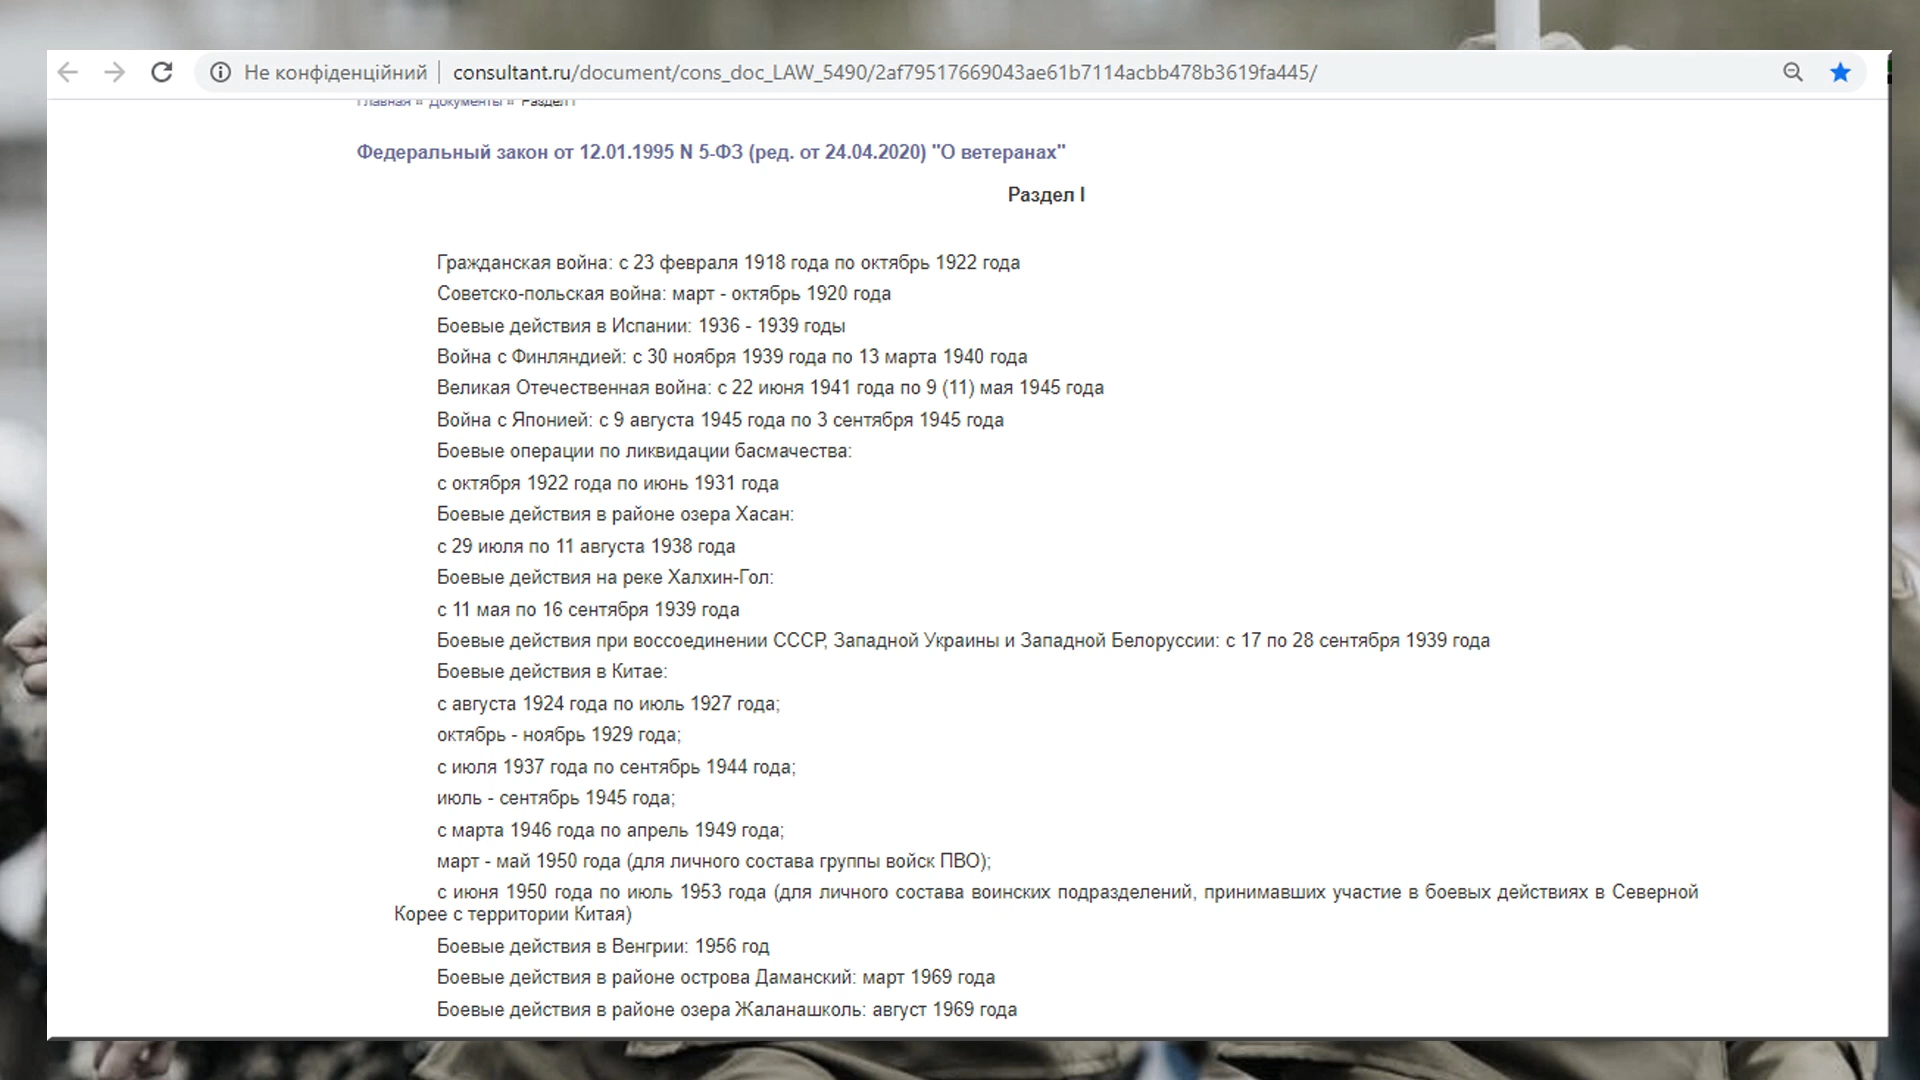 Не конфіденційний
consultant.ru/document/cons_doc_LAW_5490/2af79517669043ae61b7114acbb478b3619fa445/
Главная » Документы » Раздел I
Федеральный закон от 12.01.1995 N 5-ФЗ (ред. от 24.04.2020) "О ветеранах"
Раздел I
Гражданская война: с 23 февраля 1918 года по октябрь 1922 года
Советско-польская война: март - октябрь 1920 года
Боевые действия в Испании: 1936 - 1939 годы
Война с Финляндией: с 30 ноября 1939 года по 13 марта 1940 года
Великая Отечественная война: с 22 июня 1941 года по 9 (11) мая 1945 года
Война с Японией: с 9 августа 1945 года по 3 сентября 1945 года
Боевые операции по ликвидации басмачества:
с октября 1922 года по июнь 1931 года
Боевые действия в районе озера Хасан:
с 29 июля по 11 августа 1938 года
Боевые действия на реке Халхин-Гол:
с 11 мая по 16 сентября 1939 года
Боевые действия при воссоединении СССР, Западной Украины и Западной Белоруссии: с 17 по 28 сентября 1939 года
Боевые действия в Китае:
с августа 1924 года по июль 1927 года;
октябрь - ноябрь 1929 года;
с июля 1937 года по сентябрь 1944 года;
июль - сентябрь 1945 года;
с марта 1946 года по апрель 1949 года;
март - май 1950 года (для личного состава группы войск ПВО);
с июня 1950 года по июль 1953 года (для личного состава воинских подразделений, принимавших участие в боевых действиях в Северной
Корее с территории Китая)
Боевые действия в Венгрии: 1956 год
Боевые действия в районе острова Даманский: март 1969 года
Боевые действия в районе озера Жаланашколь: август 1969 года